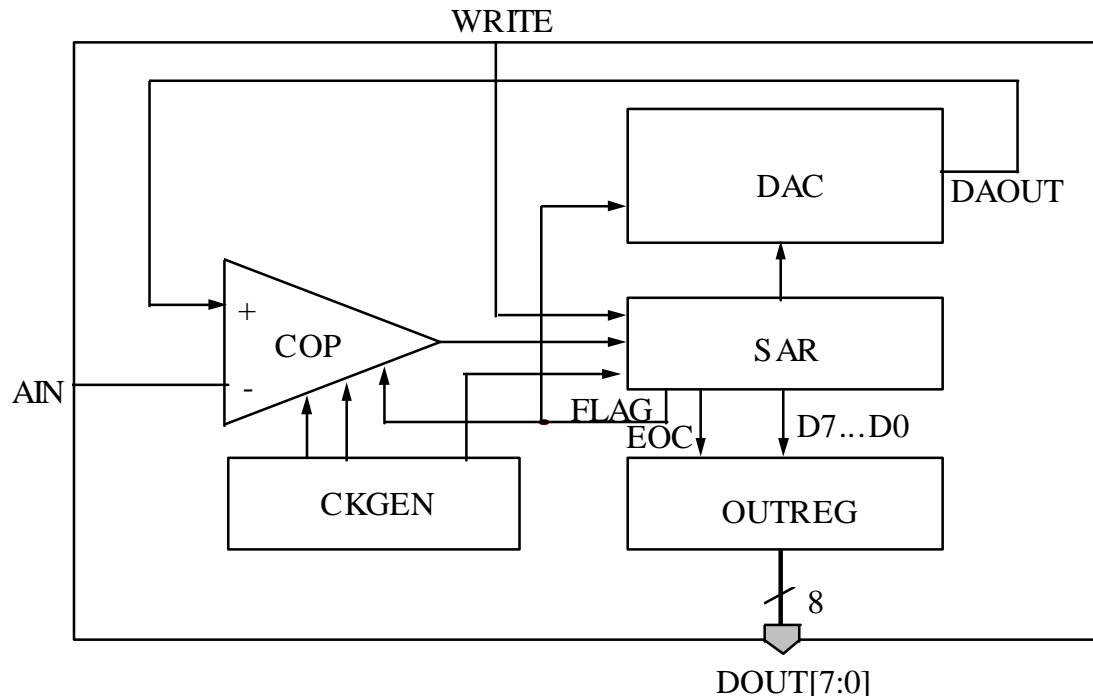 WRITE
DAC
DAOUT
+
COP
SAR
AIN
-
FLAG
EOC
D7...D0
CKGEN
OUTREG
8
DOUT[7:0]